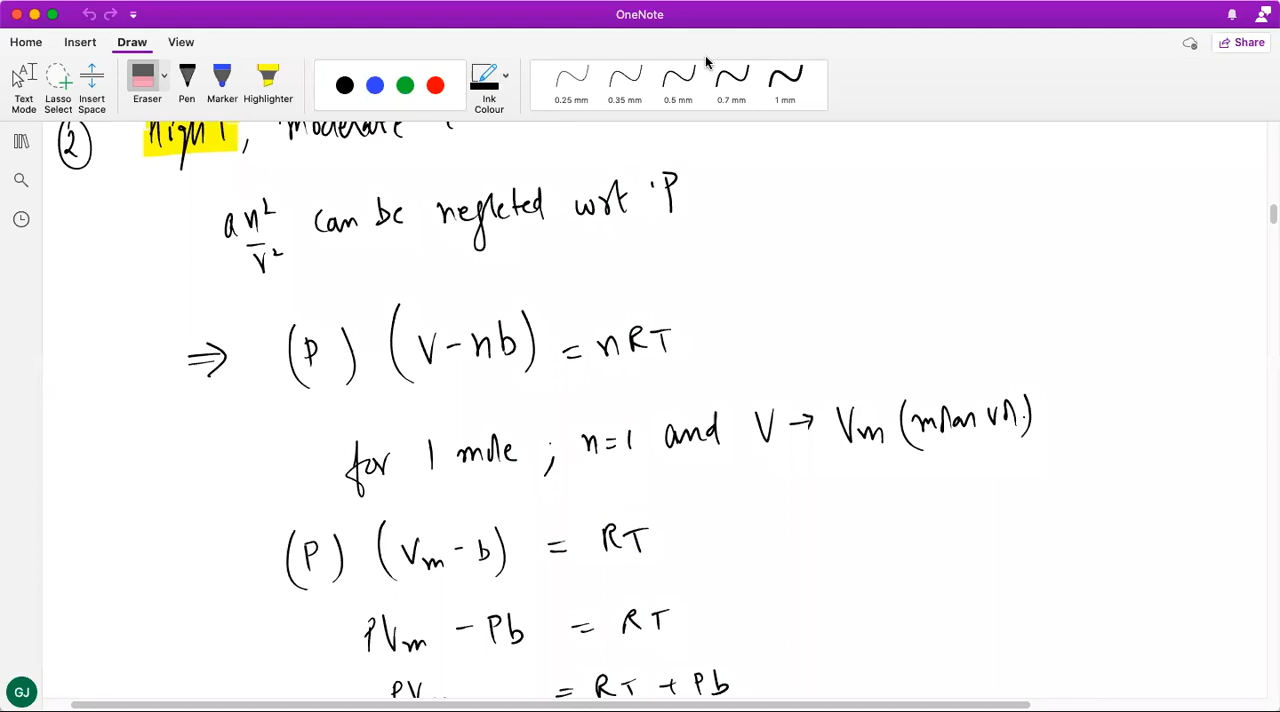 OneNote
Home Insert Draw View
Share
Text Mode
Lasso Select
Insert Space
Eraser
Pen
Marker
Highlighter
Ink Colour
0.25 mm 0.35 mm 0.5 mm 0.7 mm 1 mm
② High P, moderate T
an²/V² can be negleted wrt P
⇒ (P) (V-nb) = nRT
for 1 mole ; n=1 and V → Vm (molar vol.)
(P) (Vm - b) = RT
PVm - Pb = RT
PVm = RT + Pb
GJ